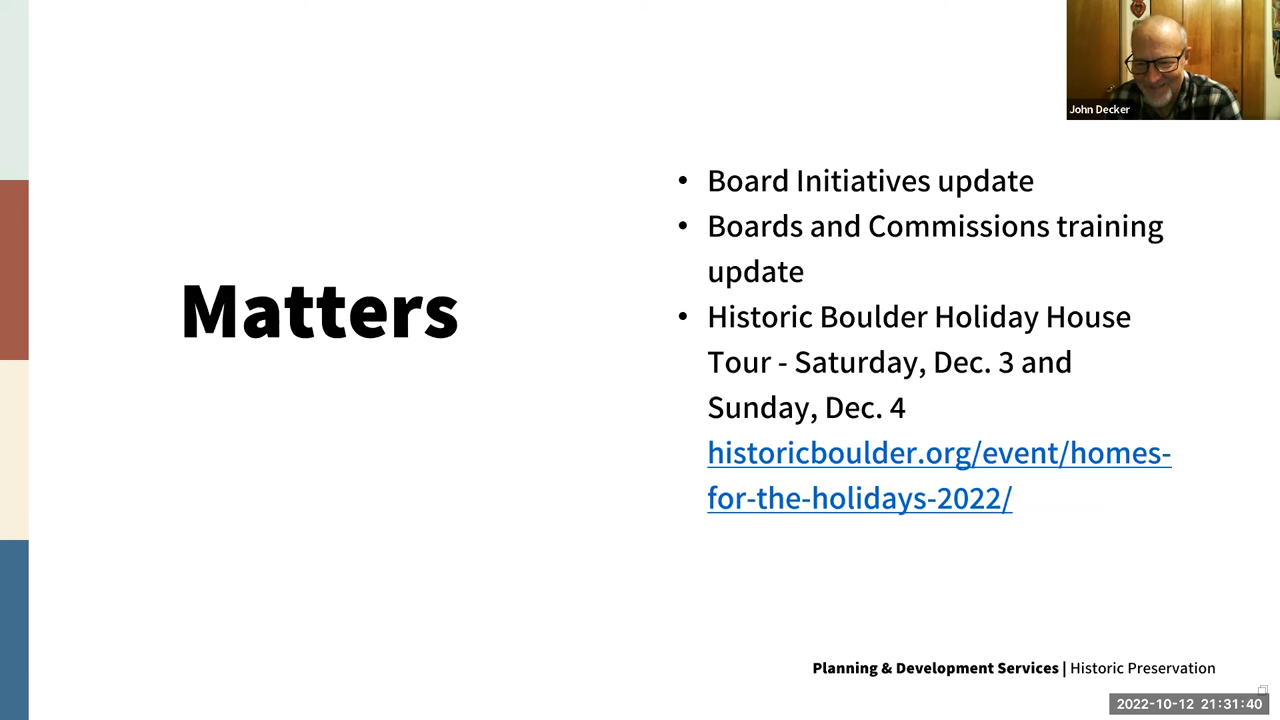 John Decker
Matters
• Board Initiatives update
• Boards and Commissions training
update
• Historic Boulder Holiday House
Tour - Saturday, Dec. 3 and
Sunday, Dec. 4
historicboulder.org/event/homes-
for-the-holidays-2022/
Planning & Development Services | Historic Preservation
2022-10-12 21:31:40